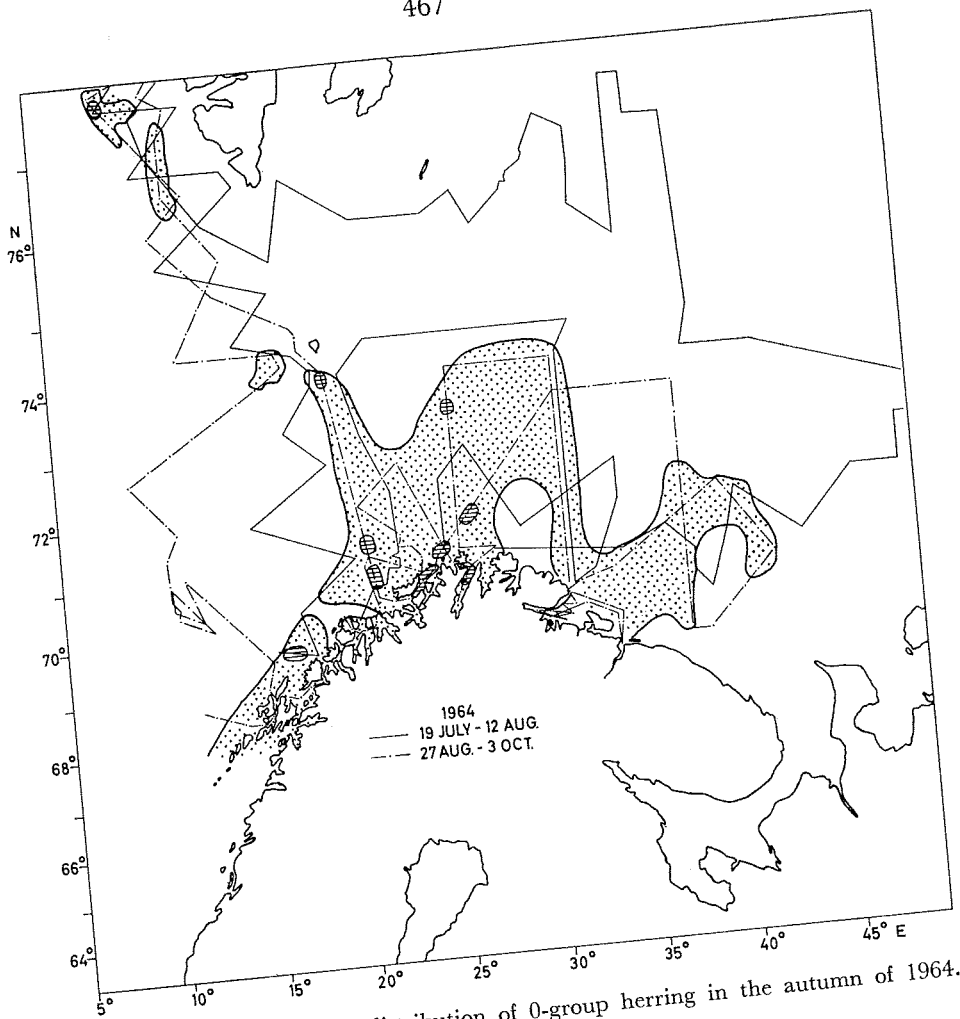 467
N
76°
74°
72°
70°
68°
66°
64°
1964
19 JULY - 12 AUG.
27 AUG. - 3 OCT.
5° 10° 15° 20° 25° 30° 35° 40° 45° E
distribution of 0-group herring in the autumn of 1964.